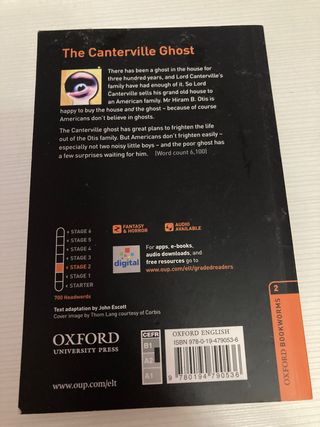 The Canterville Ghost
There has been a ghost in the house for
three hundred years, and Lord Canterville's
family have had enough of it. So Lord
Canterville sells his grand old house to
an American family. Mr Hiram B. Otis is
happy to buy the house and the ghost – because of course
Americans don't believe in ghosts.
The Canterville ghost has great plans to frighten the life
out of the Otis family. But Americans don't frighten easily –
especially not two noisy little boys – and the poor ghost has
a few surprises waiting for him. [Word count 6,100]
STAGE 6
STAGE 5
STAGE 4
STAGE 3
STAGE 2
STAGE 1
STARTER
700 Headwords
FANTASY
& HORROR
AUDIO
AVAILABLE
digital
For apps, e-books,
audio downloads, and
free resources go to
www.oup.com/elt/gradedreaders
Text adaptation by John Escott
Cover image by Thom Lang courtesy of Corbis
OXFORD
UNIVERSITY PRESS
www.oup.com/elt
CEFR
B1
A2
A1
OXFORD ENGLISH
ISBN 978-0-19-479053-6
9 780194 790536
OXFORD BOOKWORMS 2